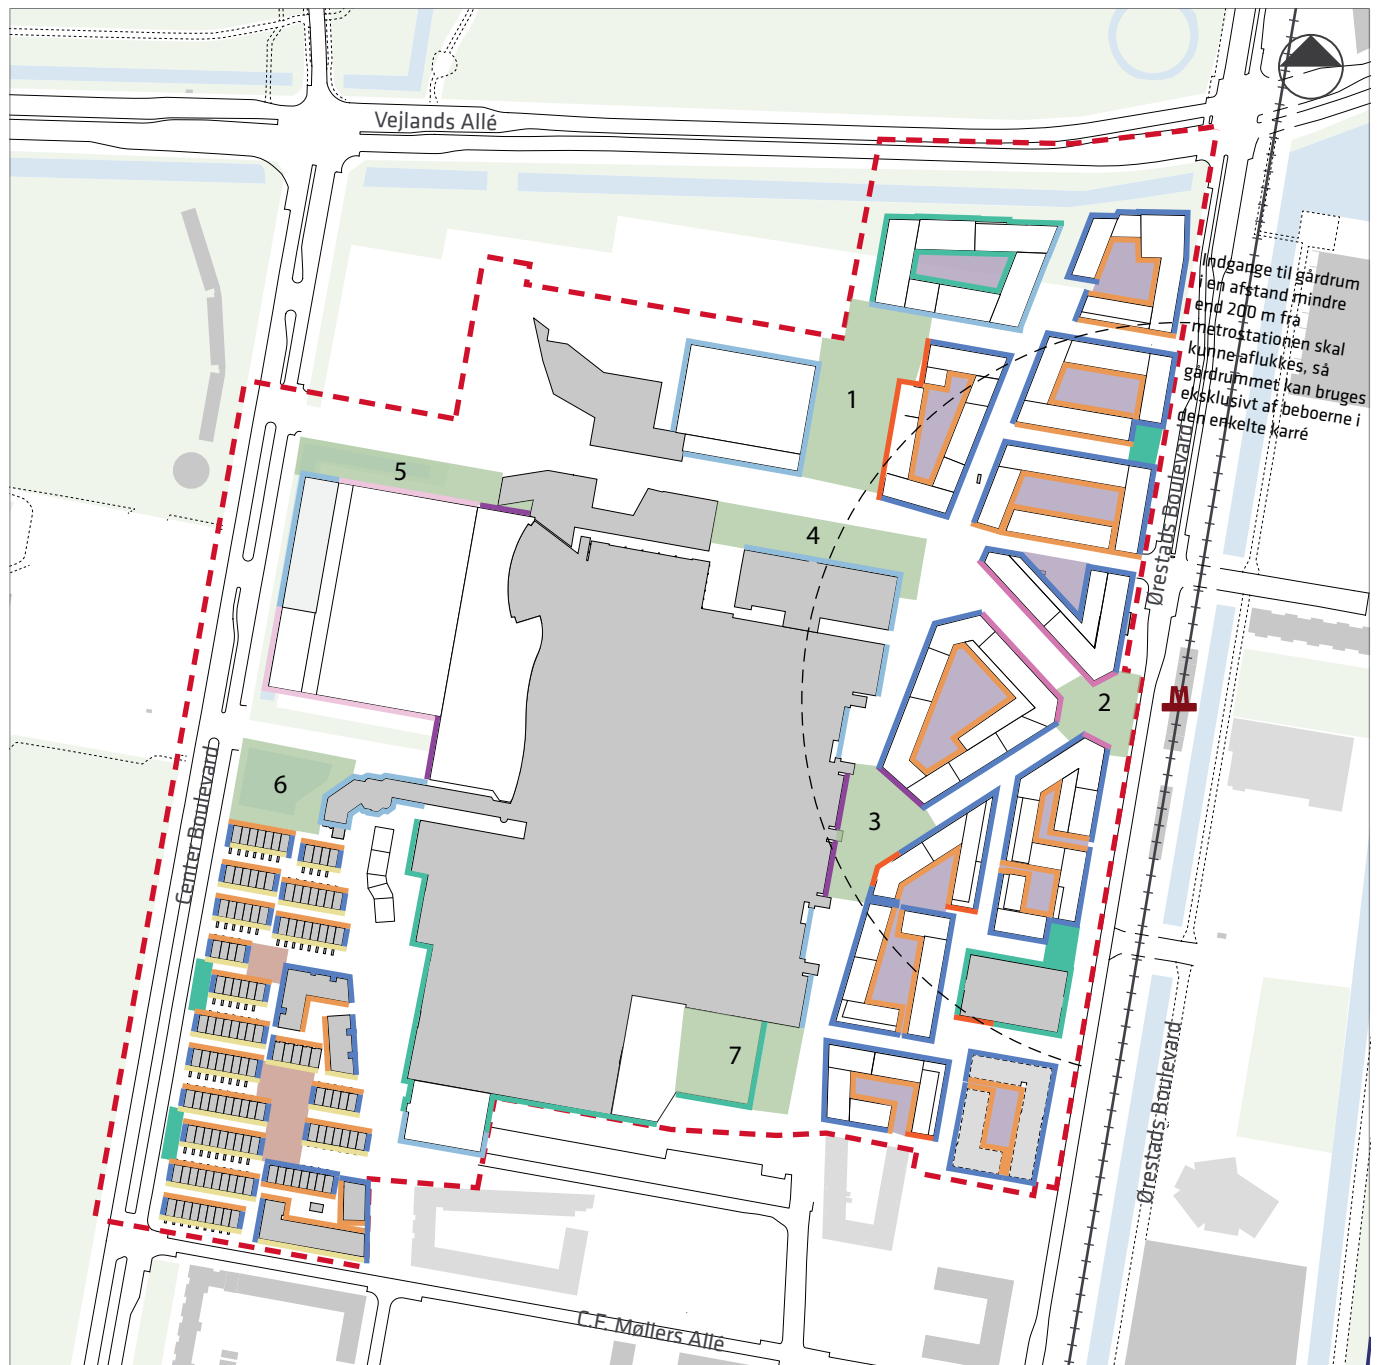 Vejlands Allé
Indgange til gårdrum
i en afstand mindre
end 200 m fra
metrostationen skal
kunne aflukkes, så
gårdrummet kan bruges
eksklusivt af beboerne i
den enkelte karré
1
5
4
Ørestads Boulevard
2
M
6
3
Center Boulevard
7
Ørestads Boulevard
C.F. Møllers Allé